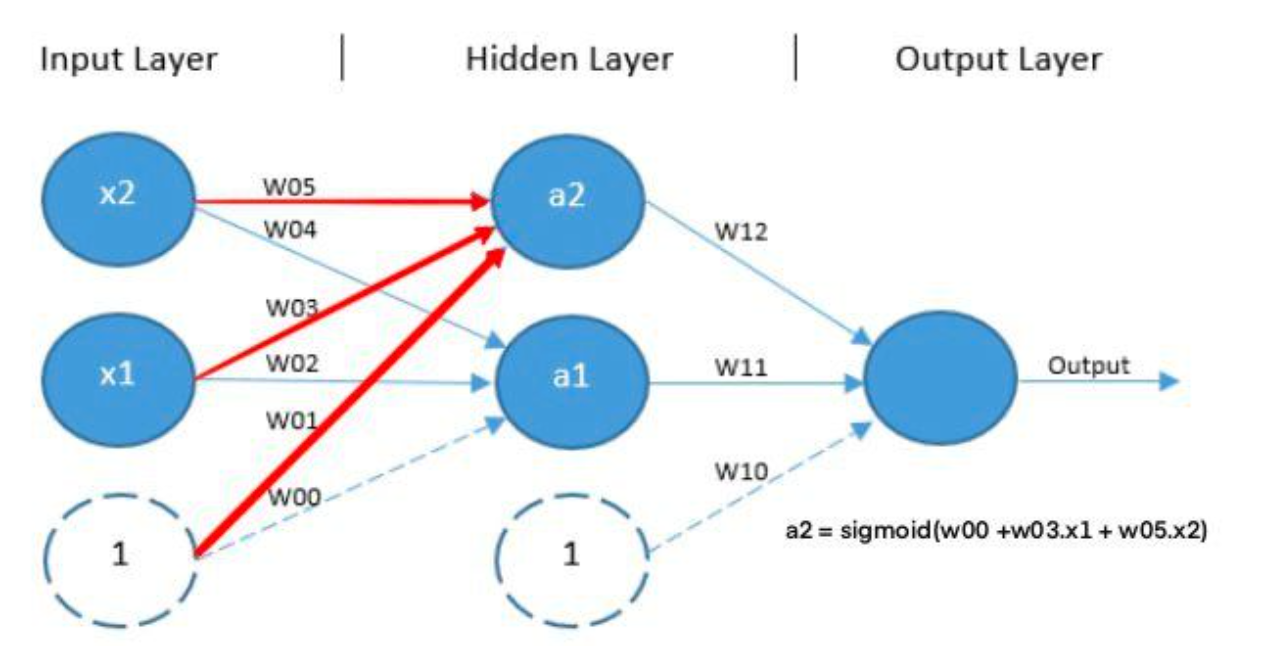 Input Layer | Hidden Layer | Output Layer
x2
W05
a2
W04
W12
W03
x1
W02
a1
W11
Output
W01
W10
W00
1
1
a2 = sigmoid(w00 +w03.x1 + w05.x2)